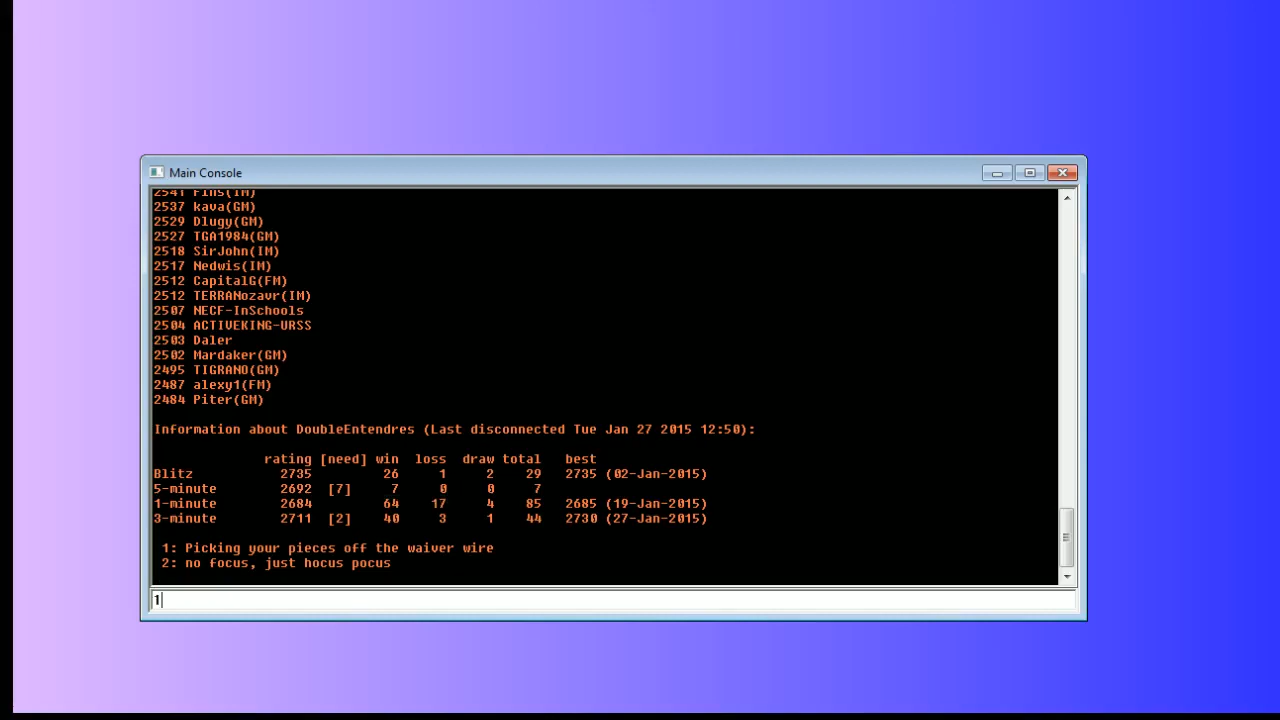 Main Console
2541 Fins(IM)
2537 kava(GM)
2529 Dlugy(GM)
2527 TGA1984(GM)
2518 SirJohn(IM)
2517 Nedwis(IM)
2512 CapitalG(FM)
2512 TERRANozavr(IM)
2507 NECF-InSchools
2504 ACTIVEKING-URSS
2503 Daler
2502 Mardaker(GM)
2495 TIGRANO(GM)
2487 alexy1(FM)
2484 Piter(GM)
Information about DoubleEntendres (Last disconnected Tue Jan 27 2015 12:50):
rating [need] win loss draw total best
Blitz 2735 26 1 2 29 2735 (02-Jan-2015)
5-minute 2692 [7] 7 0 0 7
1-minute 2684 64 17 4 85 2685 (19-Jan-2015)
3-minute 2711 [2] 40 3 1 44 2730 (27-Jan-2015)
1: Picking your pieces off the waiver wire
2: no focus, just hocus pocus
1